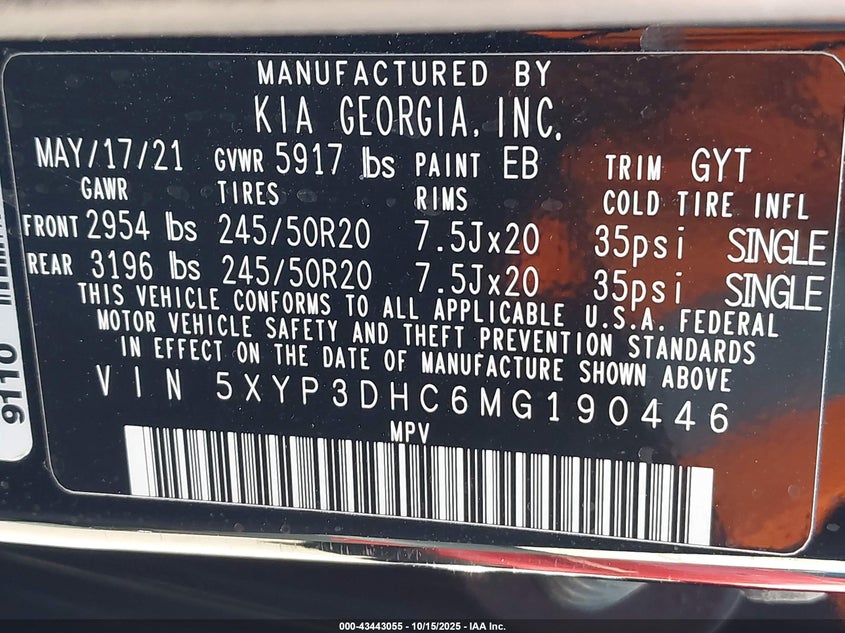 MANUFACTURED BY
KIA GEORGIA, INC.
MAY/17/21 GVWR 5917 lbs PAINT EB TRIM GYT
GAWR TIRES RIMS COLD TIRE INFL
FRONT 2954 lbs 245/50R20 7.5Jx20 35psi SINGLE
REAR 3196 lbs 245/50R20 7.5Jx20 35psi SINGLE
THIS VEHICLE CONFORMS TO ALL APPLICABLE U.S.A. FEDERAL
MOTOR VEHICLE SAFETY AND THEFT PREVENTION STANDARDS
IN EFFECT ON THE DATE OF MANUFACTURE SHOWN ABOVE
VIN 5XYP3DHC6MG190446
MPV
9110
000-43443055 - 10/15/2025 - IAA Inc.